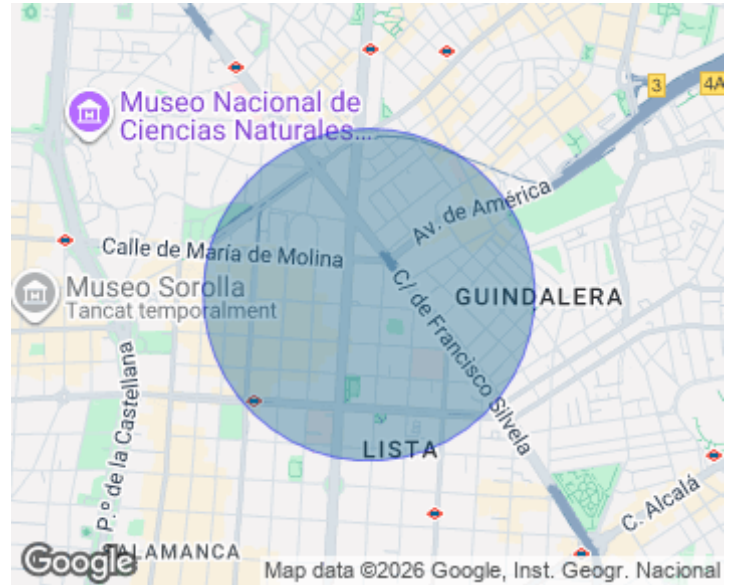 3
4A
Museo Nacional de
Ciencias Naturales...
Av. de América
Calle de María de Molina
Museo Sorolla
Tancat temporalment
C/ de Francisco Silvela
GUINDALERA
P.º de la Castellana
LISTA
C. Alcalá
SALAMANCA
Google
Map data ©2026 Google, Inst. Geogr. Nacional